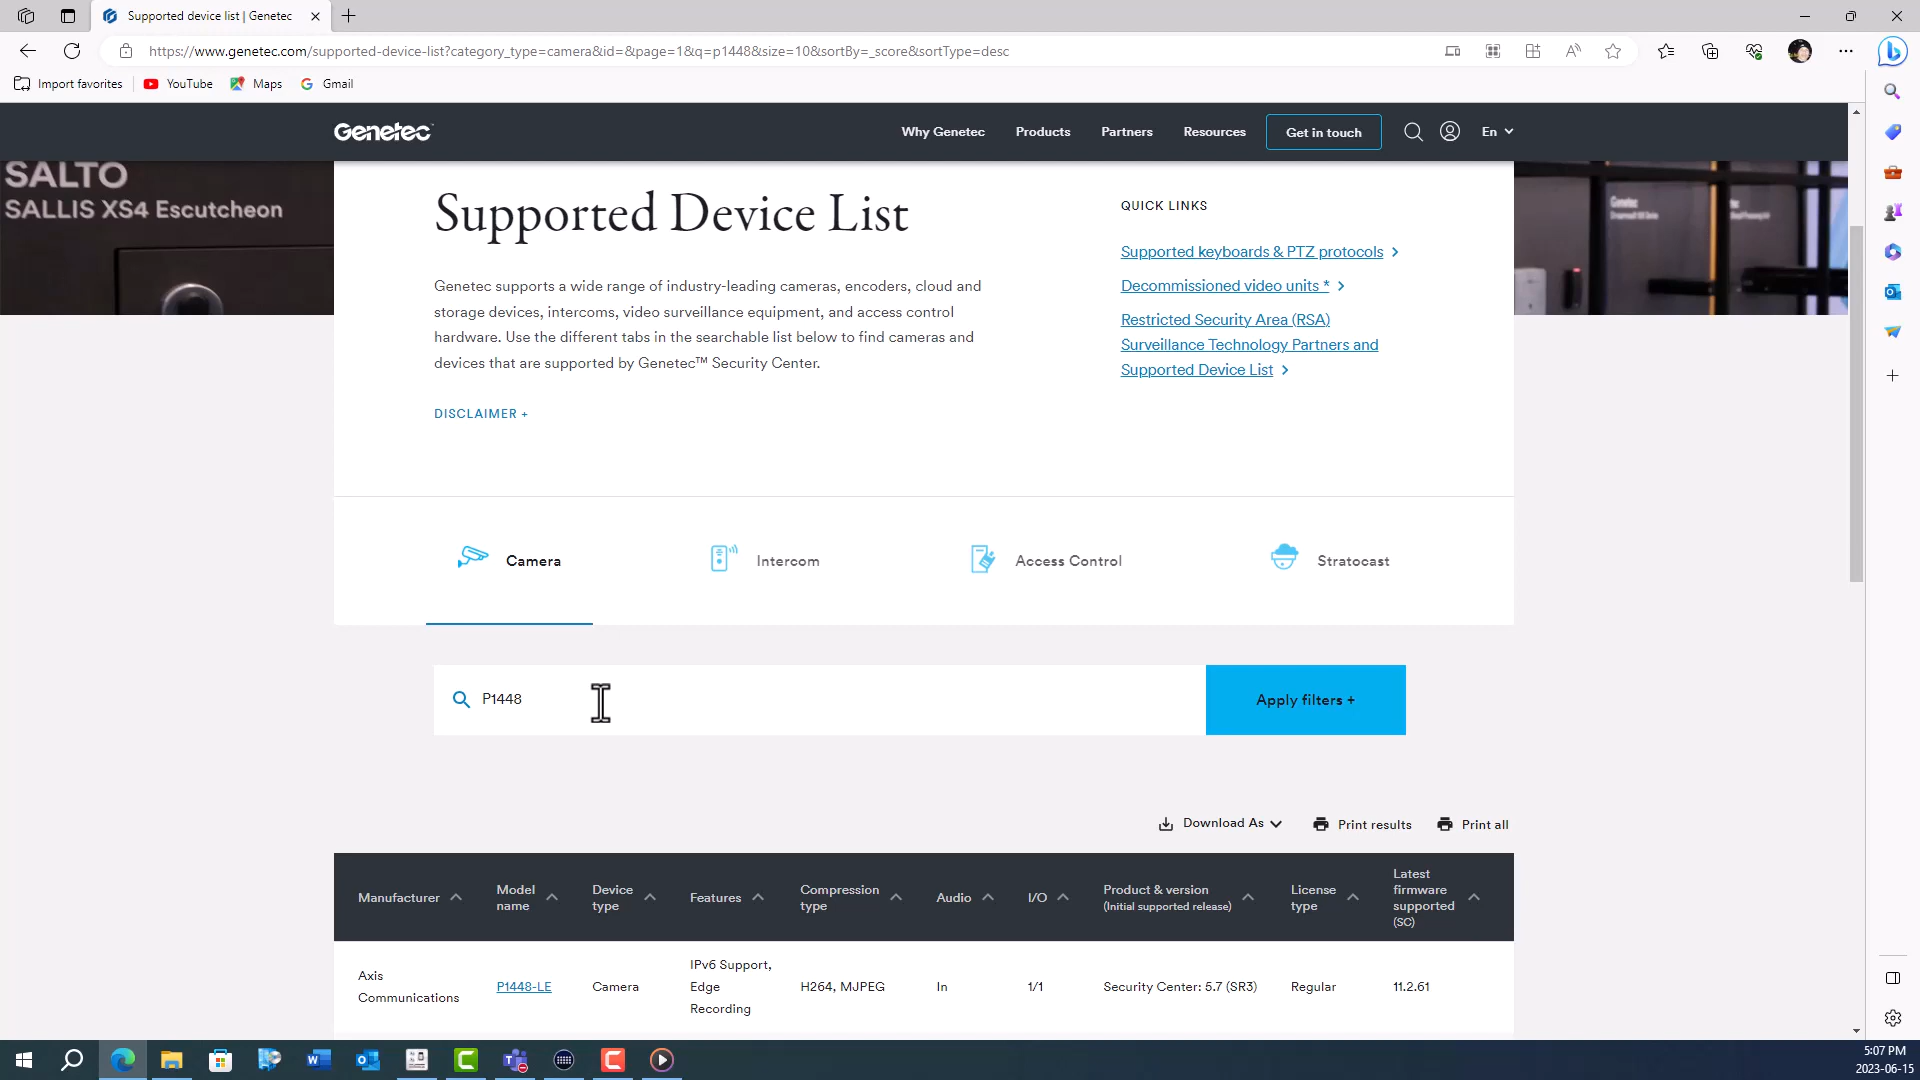 Supported device list | Genetec
https://www.genetec.com/supported-device-list?category_type=camera&id=&page=1&q=p1448&size=10&sortBy=_score&sortType=desc
Import favorites
YouTube
Maps
Gmail
Genetec
Why Genetec
Products
Partners
Resources
Get in touch
En
SALTO
SALLIS XS4 Escutcheon
Genetec
Supported Device List
Genetec supports a wide range of industry-leading cameras, encoders, cloud and
storage devices, intercoms, video surveillance equipment, and access control
hardware. Use the different tabs in the searchable list below to find cameras and
devices that are supported by Genetec™ Security Center.
DISCLAIMER +
QUICK LINKS
Supported keyboards & PTZ protocols
Decommissioned video units *
Restricted Security Area (RSA)
Surveillance Technology Partners and
Supported Device List
Camera
Intercom
Access Control
Stratocast
P1448
Apply filters +
Download As
Print results
Print all
Manufacturer
Model
name
Device
type
Features
Compression
type
Audio
I/O
Product & version
(Initial supported release)
License
type
Latest
firmware
supported
(SC)
Axis
Communications
P1448-LE
Camera
IPv6 Support,
Edge
Recording
H264, MJPEG
In
1/1
Security Center: 5.7 (SR3)
Regular
11.2.61
5:07 PM
2023-06-15